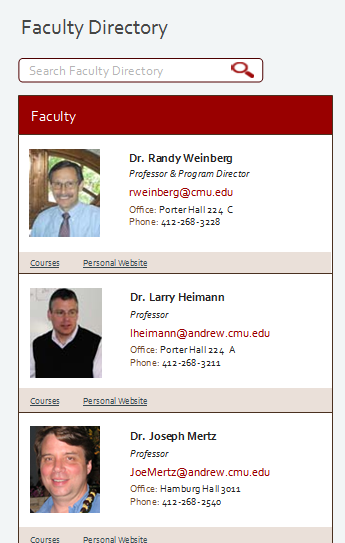 Faculty Directory
Search Faculty Directory
Faculty
Dr. Randy Weinberg
Professor & Program Director
rweinberg@cmu.edu
Office: Porter Hall 224 C
Phone: 412-268-3228
Courses Personal Website
Dr. Larry Heimann
Professor
lheimann@andrew.cmu.edu
Office: Porter Hall 224 A
Phone: 412-268-3211
Courses Personal Website
Dr. Joseph Mertz
Professor
JoeMertz@andrew.cmu.edu
Office: Hamburg Hall 3011
Phone: 412-268-2540
Courses Personal Website